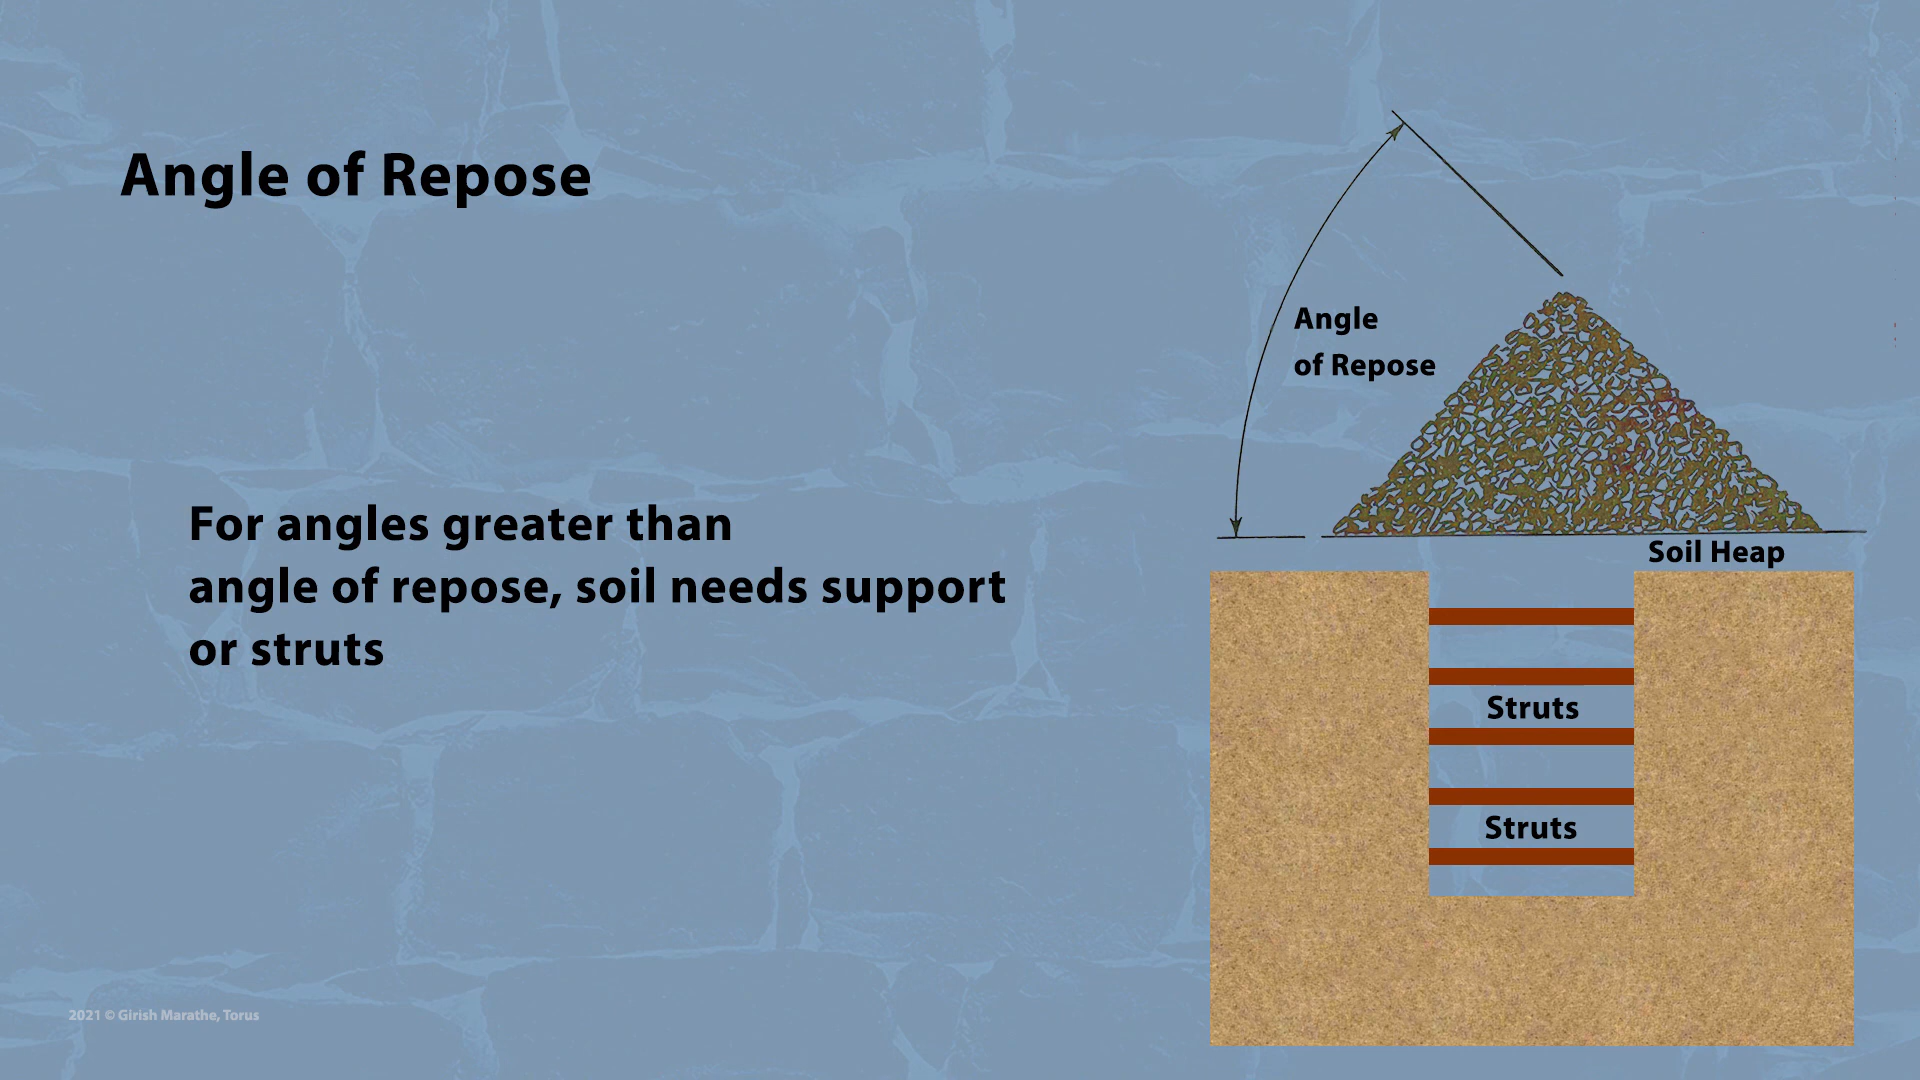 Angle of Repose
For angles greater than
angle of repose, soil needs support
or struts
Angle
of Repose
Soil Heap
Struts
Struts
2021 © Girish Marathe, Torus